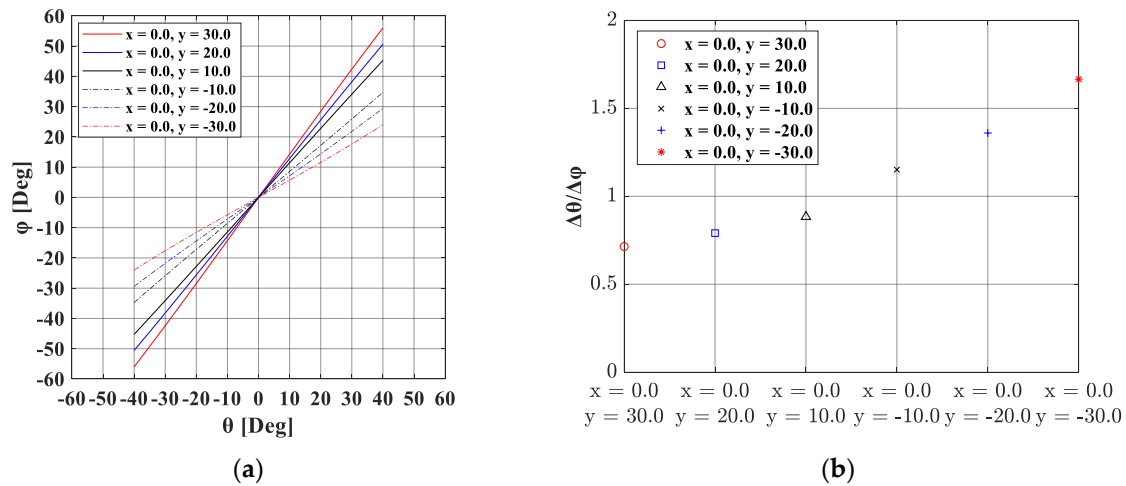 60
50
40
30
20
10
0
-10
-20
-30
-40
-50
-60
φ [Deg]
x = 0.0, y = 30.0
x = 0.0, y = 20.0
x = 0.0, y = 10.0
x = 0.0, y = -10.0
x = 0.0, y = -20.0
x = 0.0, y = -30.0
-60 -50 -40 -30 -20 -10 0 10 20 30 40 50 60
θ [Deg]
(a)
2
1.5
1
0.5
0
Δθ/Δφ
x = 0.0, y = 30.0
x = 0.0, y = 20.0
x = 0.0, y = 10.0
x = 0.0, y = -10.0
x = 0.0, y = -20.0
x = 0.0, y = -30.0
x = 0.0 x = 0.0 x = 0.0 x = 0.0 x = 0.0 x = 0.0
y = 30.0 y = 20.0 y = 10.0 y = -10.0 y = -20.0 y = -30.0
(b)